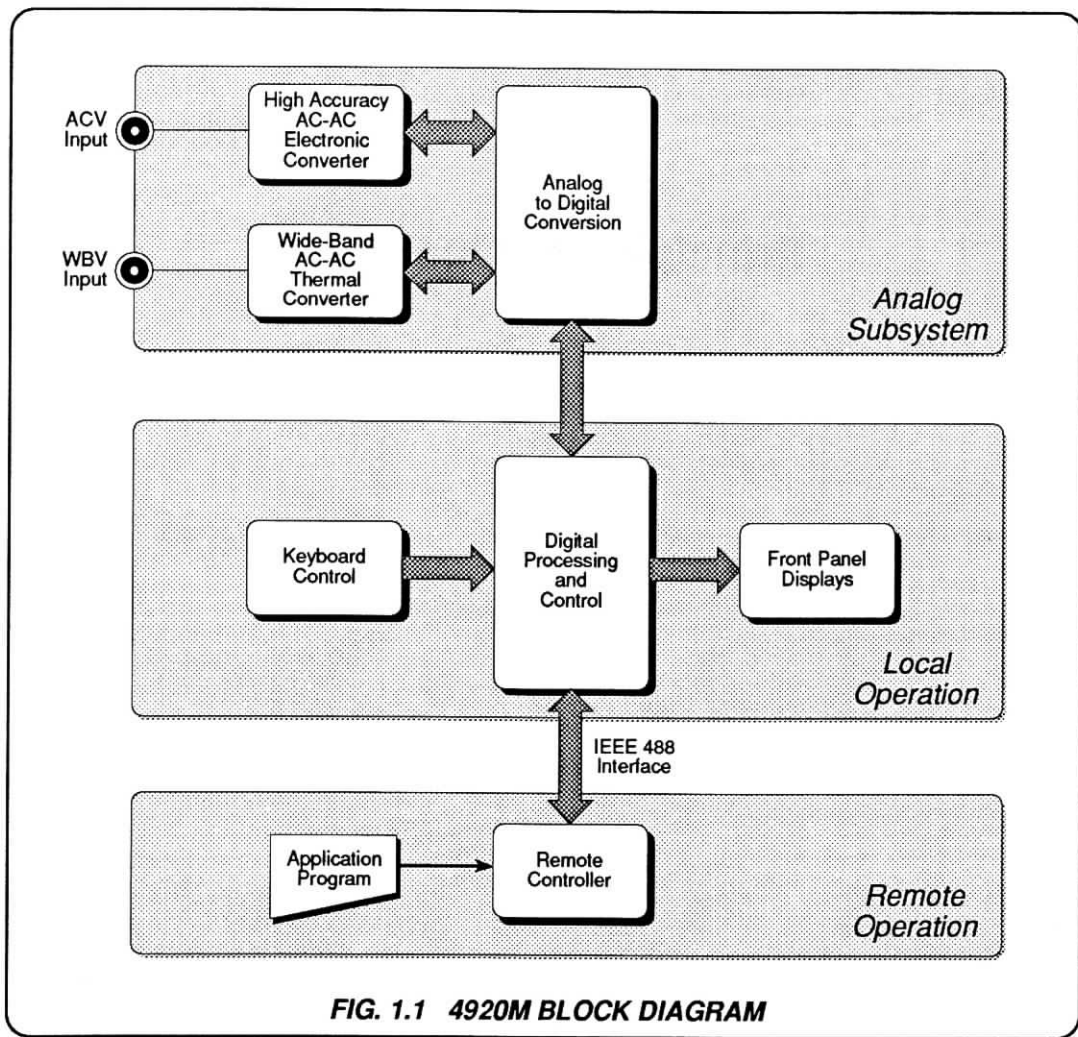 ACV
Input
High Accuracy
AC-AC
Electronic
Converter
WBV
Input
Wide-Band
AC-AC
Thermal
Converter
Analog
to Digital
Conversion
Analog
Subsystem
Keyboard
Control
Digital
Processing
and
Control
Front Panel
Displays
Local
Operation
IEEE 488
Interface
Application
Program
Remote
Controller
Remote
Operation
FIG. 1.1 4920M BLOCK DIAGRAM